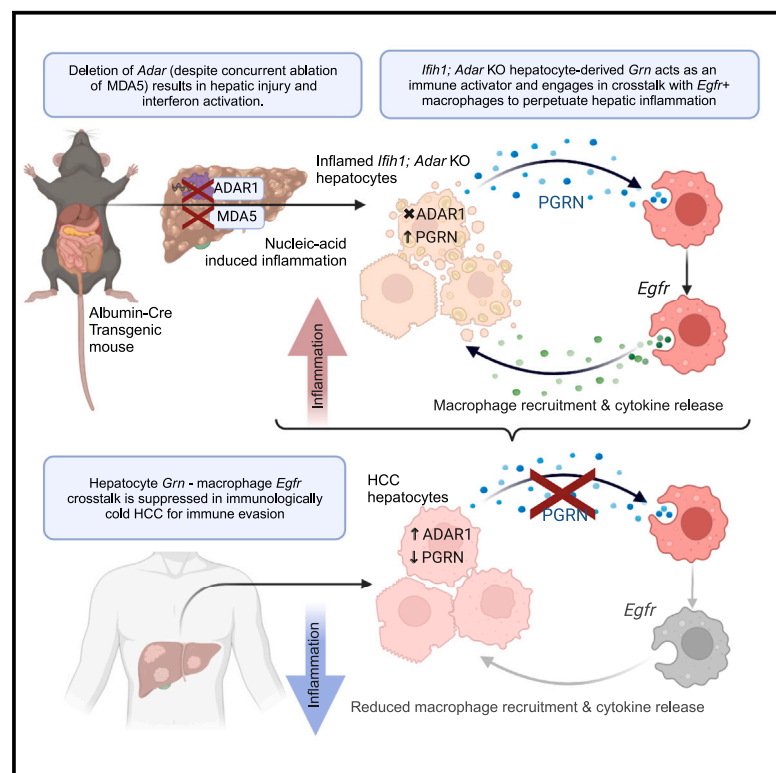 Deletion of Adar (despite concurrent ablation
of MDA5) results in hepatic injury and
interferon activation.
Ifih1; Adar KO hepatocyte-derived Grn acts as an
immune activator and engages in crosstalk with Egfr+
macrophages to perpetuate hepatic inflammation
ADAR1
MDA5
Inflamed Ifih1; Adar KO
hepatocytes
Nucleic-acid
induced inflammation
Albumin-Cre
Transgenic
mouse
Inflammation
✖ADAR1
↑PGRN
PGRN
Egfr
Macrophage recruitment & cytokine release
Hepatocyte Grn - macrophage Egfr
crosstalk is suppressed in immunologically
cold HCC for immune evasion
Inflammation
HCC
hepatocytes
↑ADAR1
↓PGRN
PGRN
Egfr
Reduced macrophage recruitment & cytokine release